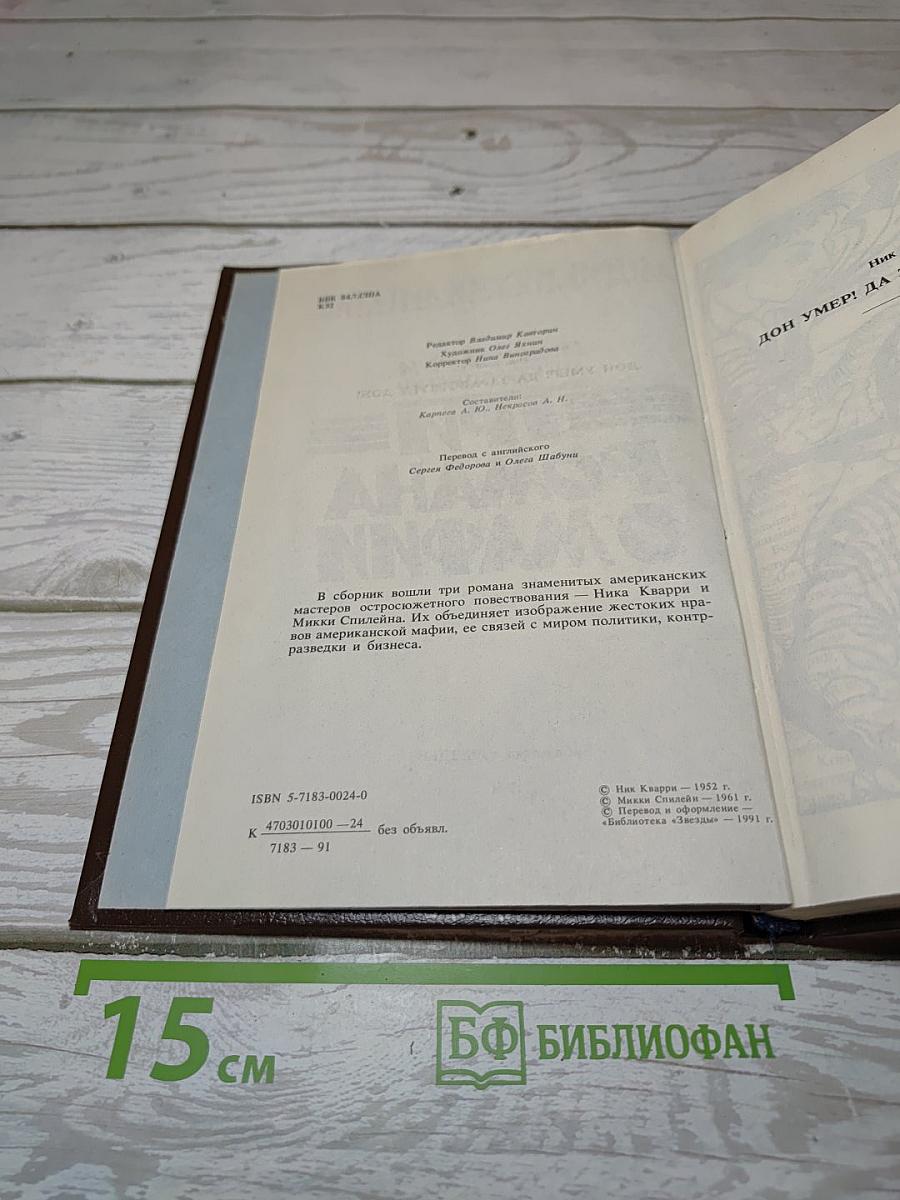 ББК 84.7США
К32
Редактор Владимир Канторин
Художник Олег Яхнин
Корректор Нина Виноградова
Составители:
Карпеев А. Ю., Некрасов А. Н.
Перевод с английского
Сергея Федорова и Олега Шабуни
В сборник вошли три романа знаменитых американских
мастеров остросюжетного повествования — Ника Кварри и
Микки Спилейна. Их объединяет изображение жестоких нра-
вов американской мафии, ее связей с миром политики, контр-
разведки и бизнеса.
ISBN 5-7183-0024-0
К 4703010100 —24
7183 — 91
без объявл.
© Ник Кварри — 1952 г.
© Микки Спилейн — 1961 г.
© Перевод и оформление —
«Библиотека «Звезды» — 1991 г.
Ник
ДОН УМЕР! ДА
15 см
БФ БИБЛИОФАН